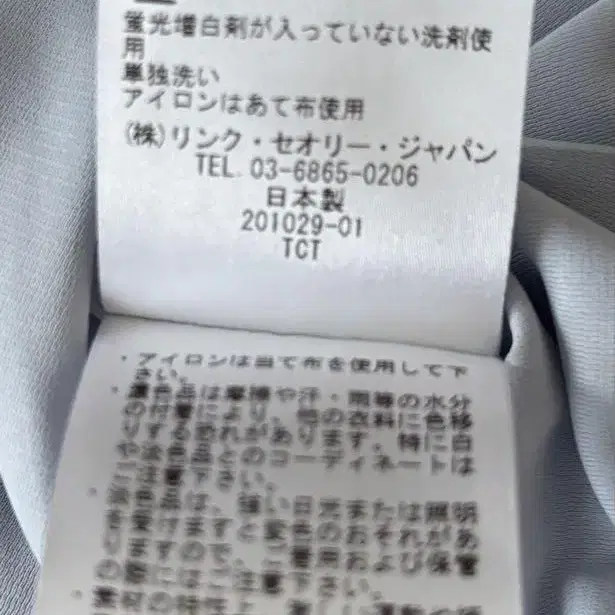 蛍光増白剤が入っていない洗剤使
用
単独洗い
アイロンはあて布使用
(株)リンク・セオリー・ジャパン
TEL.03-6865-0206
日本製
201029-01
TCT
・アイロンは当て布を使用して下
さい。
・濃色品は摩擦や汗・雨等の水分
の付着により、他の衣料に色移
りする恐れがあります。特に白
や淡色品とのコーディネートは
ご注意下さい。
・淡色品は、強い日光または照明
を受けますと変色のおそれがあ
りますので、ご着用および保管
の際にはご注意下さい。
・素材の特性上、激しい